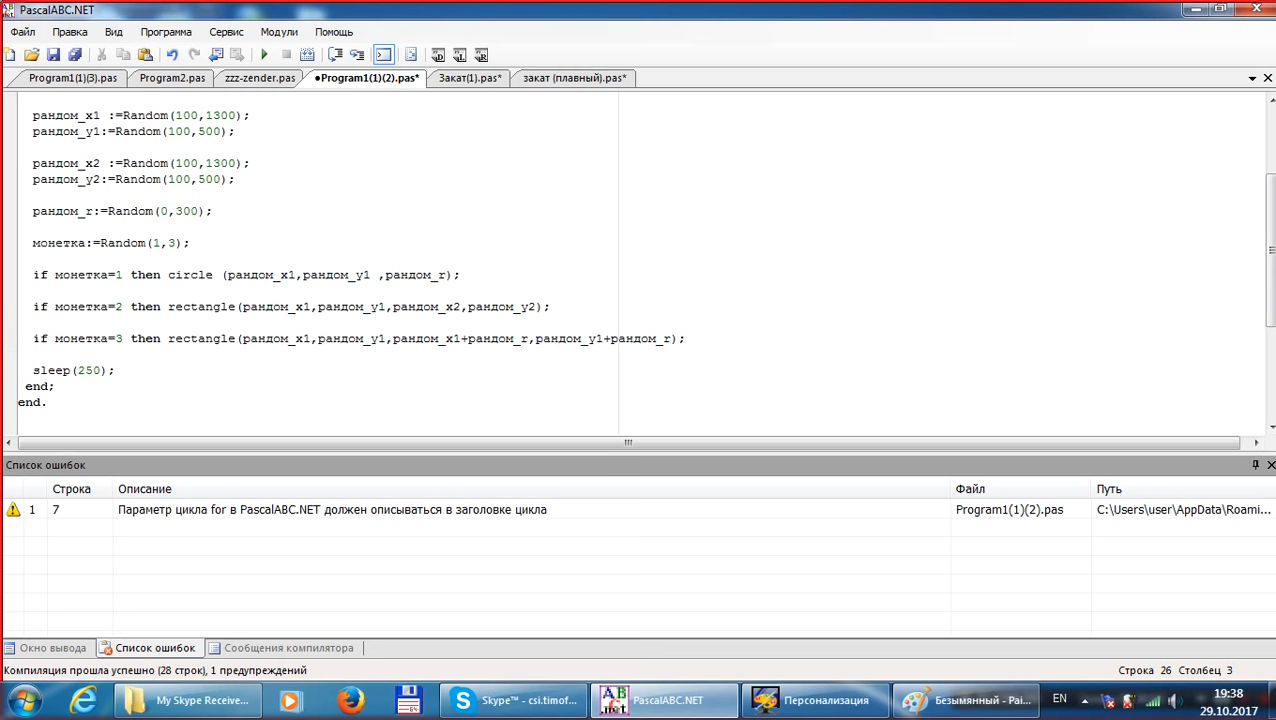 PascalABC.NET
Файл Правка Вид Программа Сервис Модули Помощь
Program1(1)(3).pas Program2.pas zzz-zender.pas •Program1(1)(2).pas* Закат(1).pas* закат (плавный).pas*
рандом_x1 :=Random(100,1300);
рандом_y1:=Random(100,500);
рандом_x2 :=Random(100,1300);
рандом_y2:=Random(100,500);
рандом_r:=Random(0,300);
монетка:=Random(1,3);
if монетка=1 then circle (рандом_x1,рандом_y1 ,рандом_r);
if монетка=2 then rectangle(рандом_x1,рандом_y1,рандом_x2,рандом_y2);
if монетка=3 then rectangle(рандом_x1,рандом_y1,рандом_x1+рандом_r,рандом_y1+рандом_r);
sleep(250);
end;
end.
Список ошибок
Строка Описание Файл Путь
1 7 Параметр цикла for в PascalABC.NET должен описываться в заголовке цикла Program1(1)(2).pas C:\Users\user\AppData\Roami...
Окно вывода Список ошибок Сообщения компилятора
Компиляция прошла успешно (28 строк), 1 предупреждений Строка 26 Столбец 3
My Skype Receive... Skype™ - csi.timof... PascalABC.NET Персонализация Безымянный - Pai... EN 19:38
29.10.2017